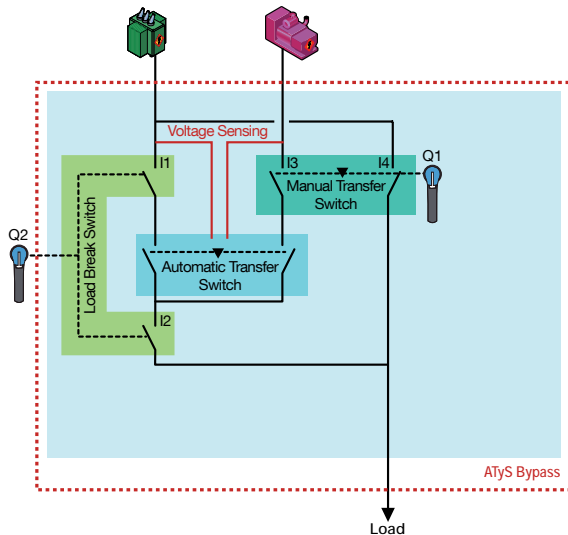 Voltage Sensing
I1
I3
I4
Q1
Manual Transfer
Switch
Q2
Load Break Switch
Automatic Transfer
Switch
I2
ATyS Bypass
Load